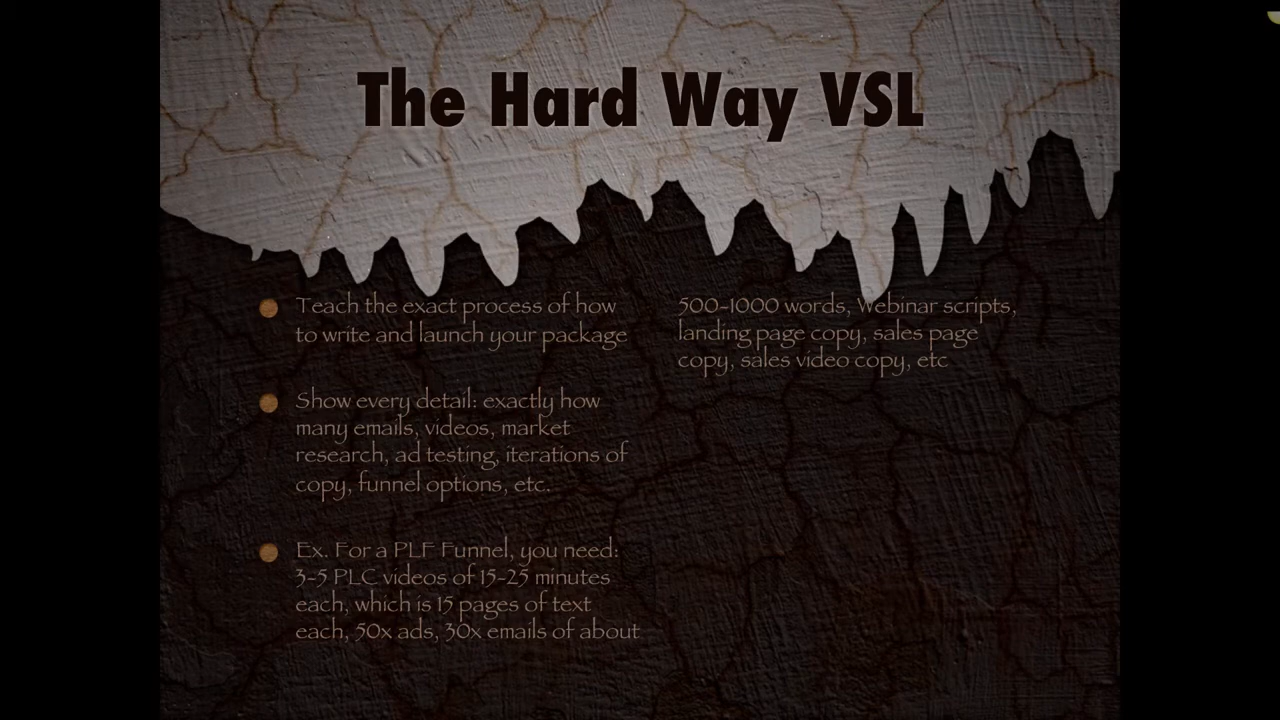 The Hard Way VSL
Teach the exact process of how
to write and launch your package
Show every detail: exactly how
many emails, videos, market
research, ad testing, iterations of
copy, funnel options, etc.
Ex. For a PLF Funnel, you need:
3-5 PLC videos of 15-25 minutes
each, which is 15 pages of text
each, 50x ads, 30x emails of about
500-1000 words, Webinar scripts,
landing page copy, sales page
copy, sales video copy, etc